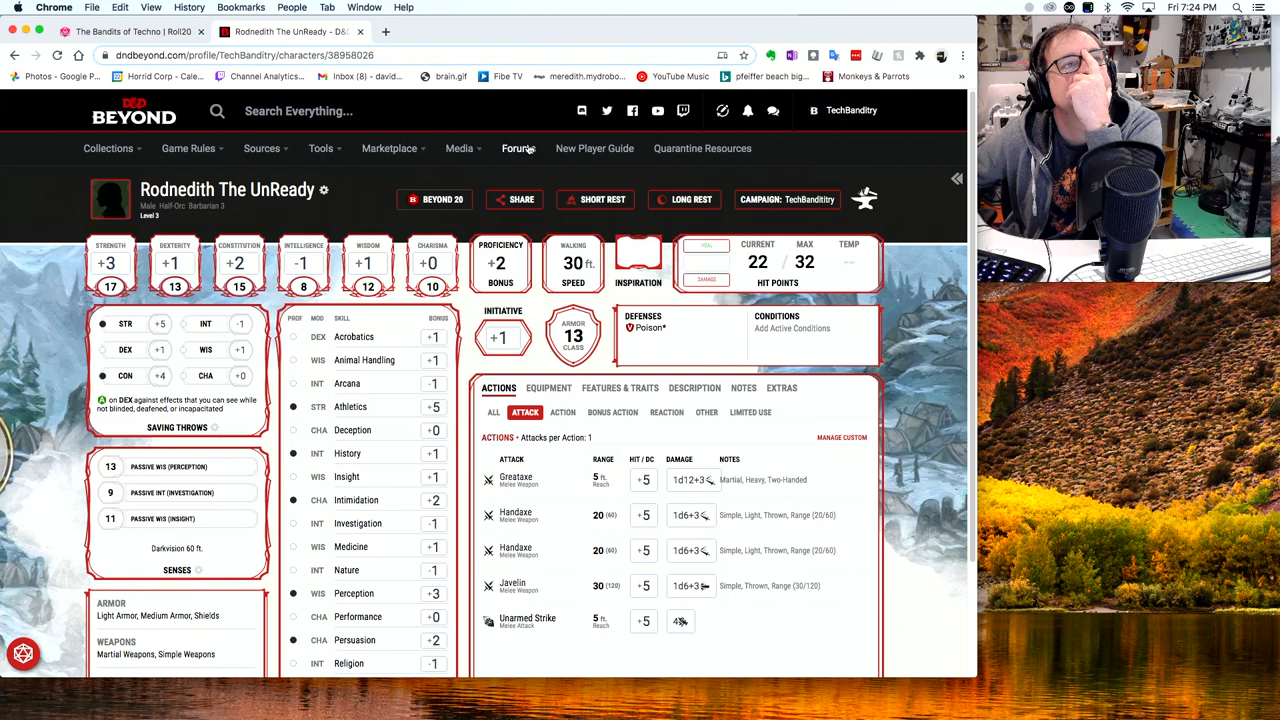 Chrome File Edit View History Bookmarks People Tab Window Help Fri 7:24 PM
The Bandits of Techno | Roll20 Rodnedith The UnReady - D&
dndbeyond.com/profile/TechBanditry/characters/38958026
Photos - Google P... Horrid Corp - Cale... Channel Analytics... Inbox (8) - davidd... brain.gif Fibe TV meredith.mydrobo... YouTube Music pfeiffer beach big... Monkeys & Parrots »
D&D BEYOND Search Everything... TechBanditry
Collections Game Rules Sources Tools Marketplace Media Forums New Player Guide Quarantine Resources
Rodnedith The UnReady
Male Half-Orc Barbarian 3
Level 3
BEYOND 20 SHARE SHORT REST LONG REST CAMPAIGN: TechBanditry
STRENGTH +3 17
DEXTERITY +1 13
CONSTITUTION +2 15
INTELLIGENCE -1 8
WISDOM +1 12
CHARISMA +0 10
PROFICIENCY +2 BONUS
WALKING 30 ft. SPEED
INSPIRATION
HEAL DAMAGE
CURRENT MAX TEMP
22 / 32 --
HIT POINTS
STR +5 INT -1
DEX +1 WIS +1
CON +4 CHA +0
A on DEX against effects that you can see while
not blinded, deafened, or incapacitated
SAVING THROWS
13 PASSIVE WIS (PERCEPTION)
9 PASSIVE INT (INVESTIGATION)
11 PASSIVE WIS (INSIGHT)
Darkvision 60 ft.
SENSES
ARMOR
Light Armor, Medium Armor, Shields
WEAPONS
Martial Weapons, Simple Weapons
PROF MOD SKILL BONUS
DEX Acrobatics +1
WIS Animal Handling +1
INT Arcana -1
STR Athletics +5
CHA Deception +0
INT History +1
WIS Insight +1
CHA Intimidation +2
INT Investigation -1
WIS Medicine +1
INT Nature -1
WIS Perception +3
CHA Performance +0
CHA Persuasion +2
INT Religion -1
INITIATIVE
+1
ARMOR
13
CLASS
DEFENSES
Poison*
CONDITIONS
Add Active Conditions
ACTIONS EQUIPMENT FEATURES & TRAITS DESCRIPTION NOTES EXTRAS
ALL ATTACK ACTION BONUS ACTION REACTION OTHER LIMITED USE
ACTIONS • Attacks per Action: 1 MANAGE CUSTOM
ATTACK RANGE HIT / DC DAMAGE NOTES
Greataxe 5 ft. +5 1d12+3 Martial, Heavy, Two-Handed
Melee Weapon Reach
Handaxe 20 (60) +5 1d6+3 Simple, Light, Thrown, Range (20/60)
Melee Weapon
Handaxe 20 (60) +5 1d6+3 Simple, Light, Thrown, Range (20/60)
Melee Weapon
Javelin 30 (120) +5 1d6+3 Simple, Thrown, Range (30/120)
Melee Weapon
Unarmed Strike 5 ft. +5 4
Melee Attack Reach